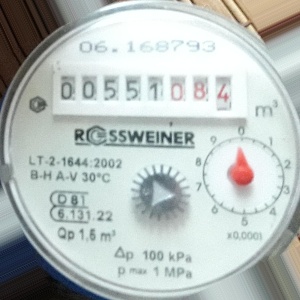 06.168793
00551084
m³
ROSSWEINER
LT-2-1644:2002
B-H A-V 30°C
D 81
6.131.22
Qp 1,5 m³
Δp 100 kPa
p max 1 MPa
0
1
2
3
4
5
6
7
8
9
x0,0001